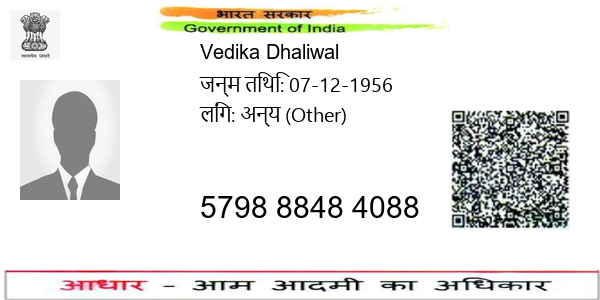 भारत सरकार
Government of India
सत्यमेव जयते
Vedika Dhaliwal
जन्म तिथि: 07-12-1956
लिंग: अन्य (Other)
5798 8848 4088
आधार - आम आदमी का अधिकार